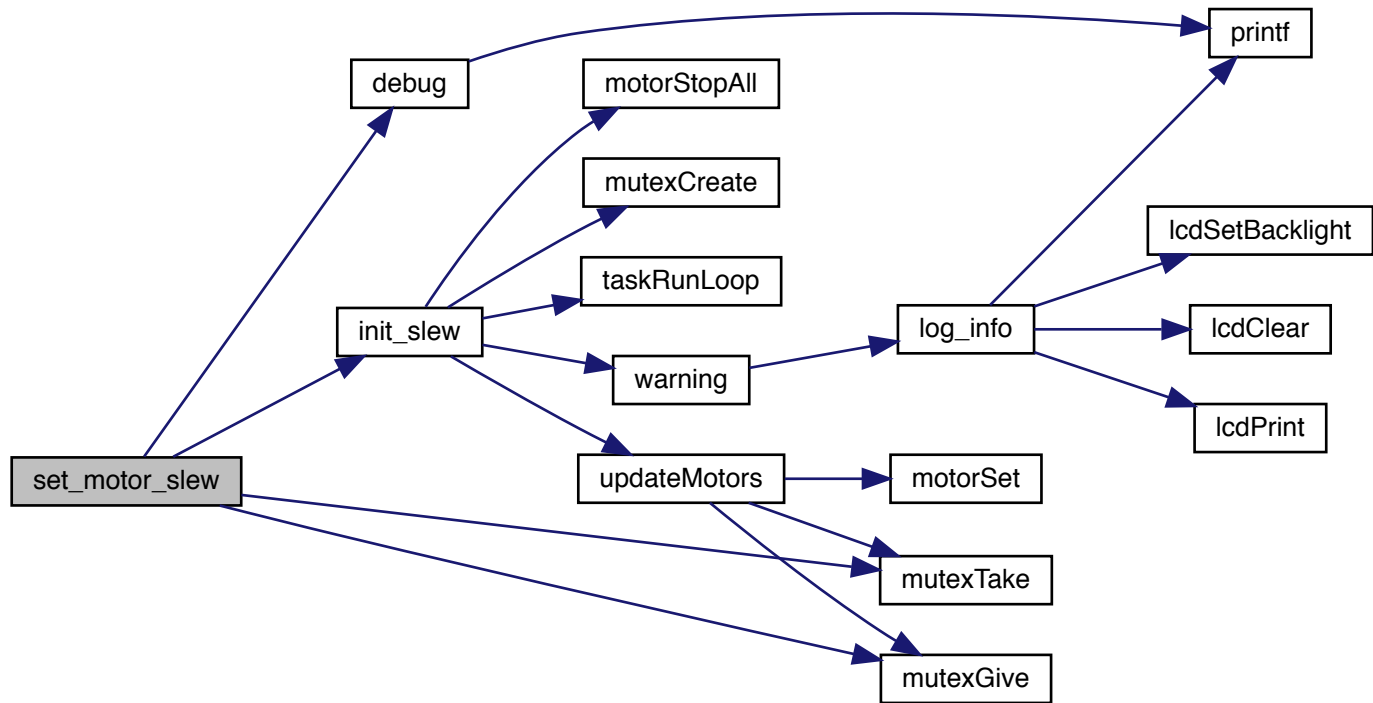 printf
debug
motorStopAll
mutexCreate
lcdSetBacklight
taskRunLoop
init_slew
log_info
lcdClear
warning
lcdPrint
set_motor_slew
updateMotors
motorSet
mutexTake
mutexGive